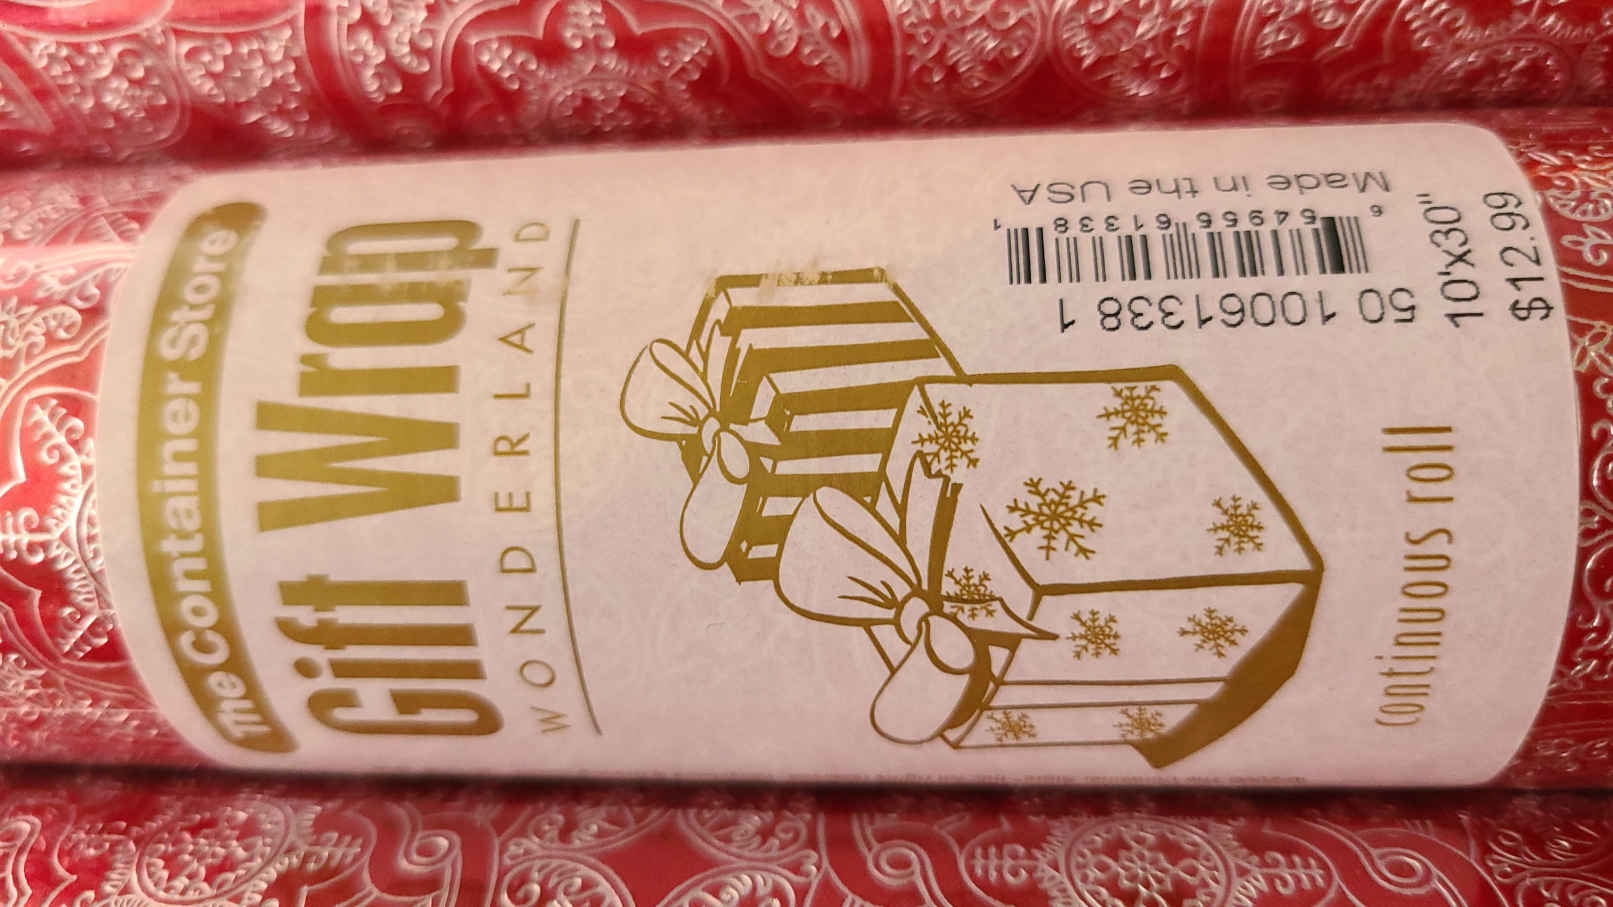 The Container Store®
Gift Wrap
WONDERLAND
Made in the USA
6 54955 61338 1
50 10061338 1
10'x30"
$12.99
continuous roll